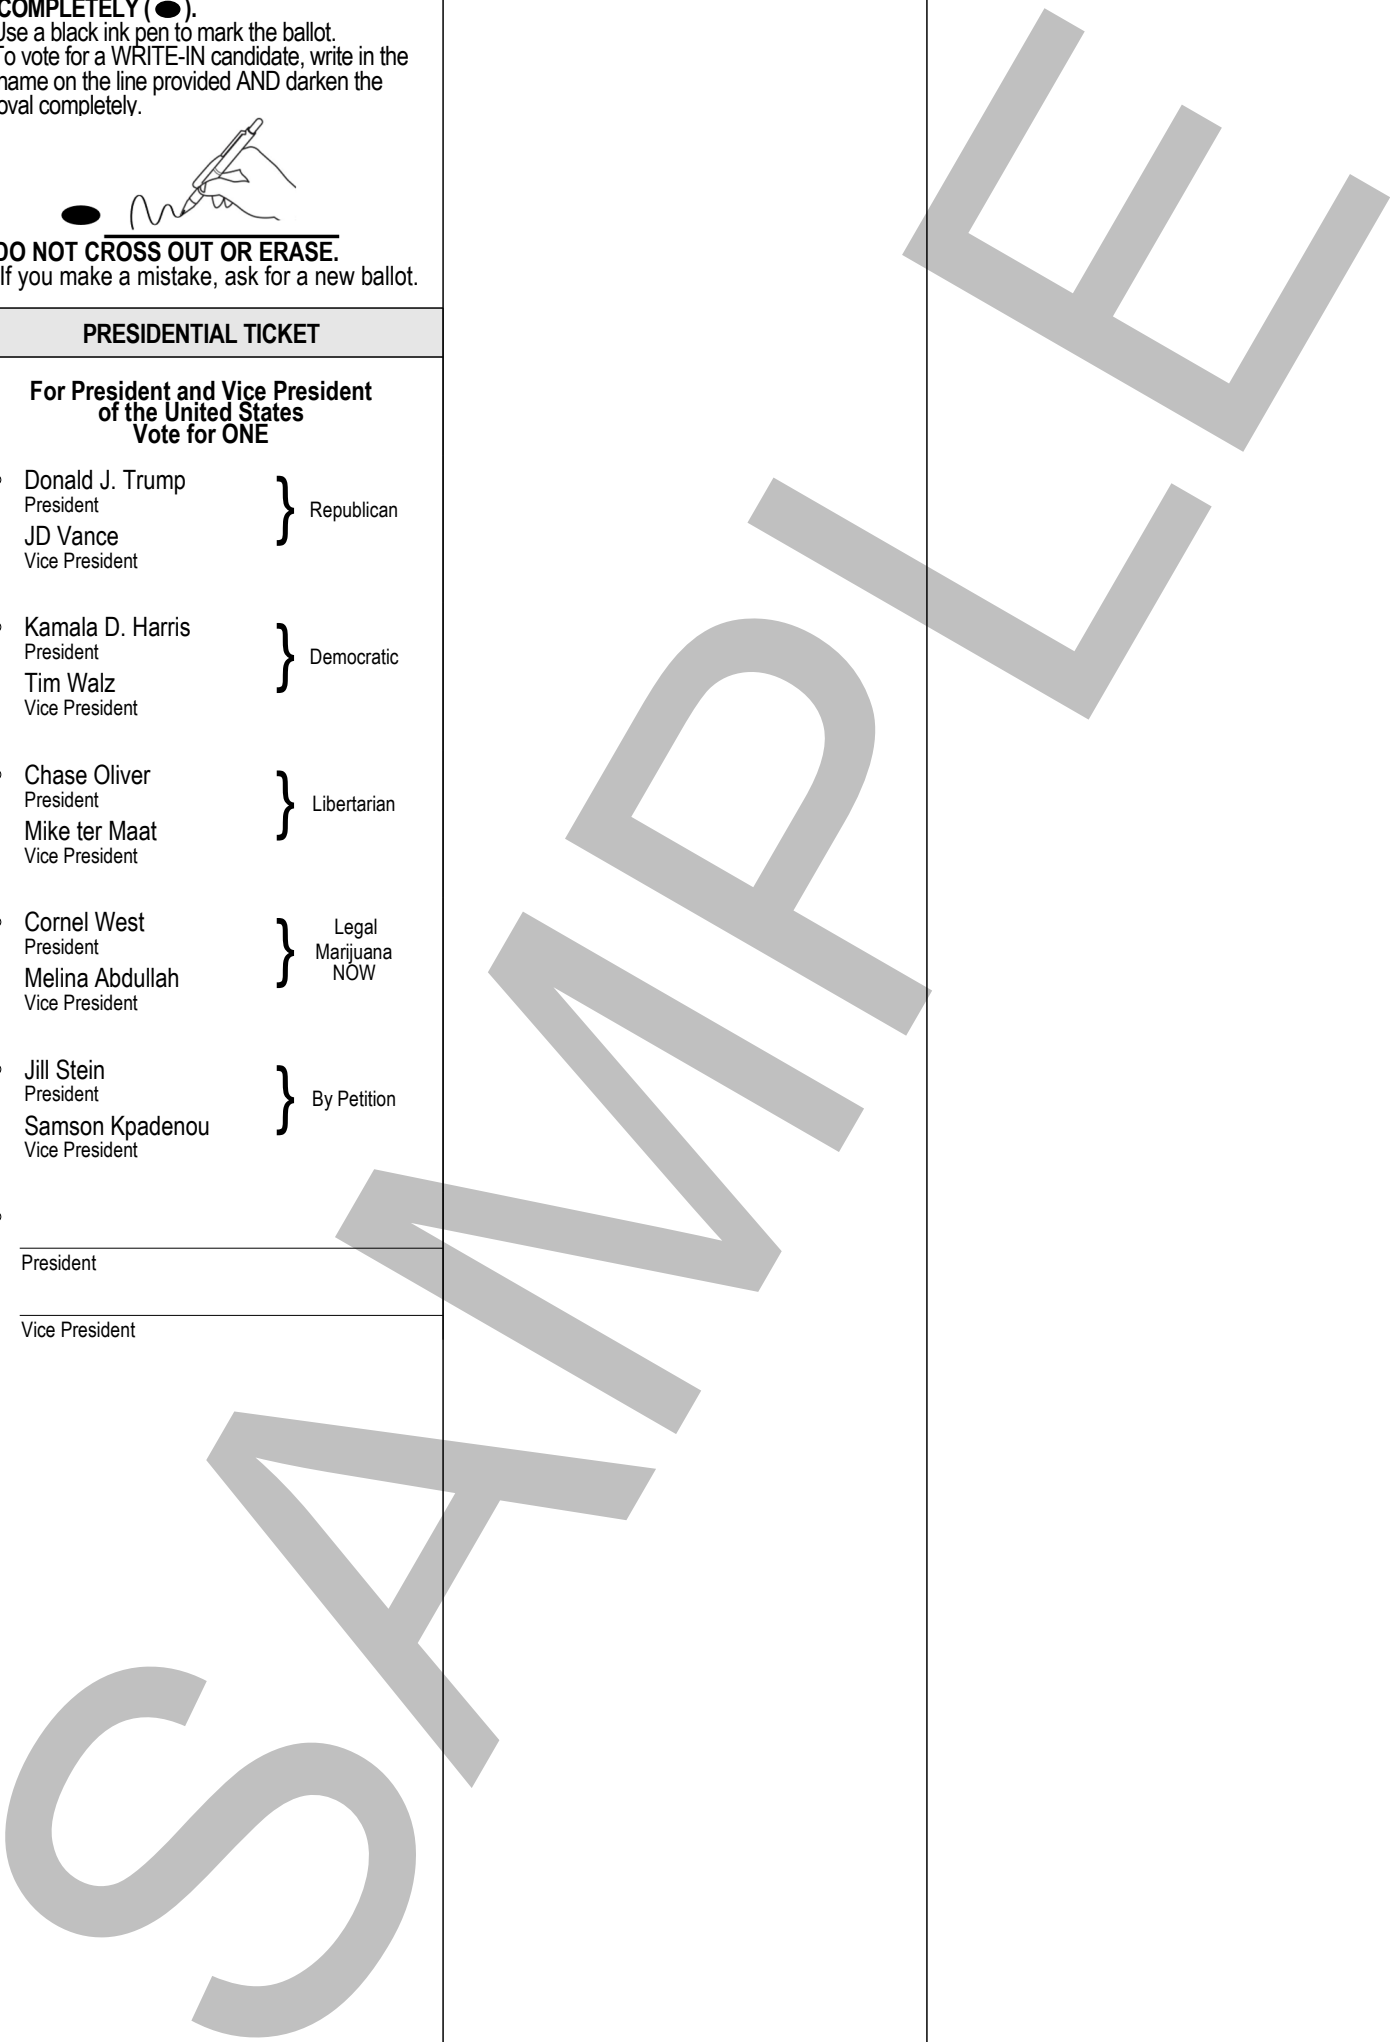 COMPLETELY ( ).
Use a black ink pen to mark the ballot.
To vote for a WRITE-IN candidate, write in the
name on the line provided AND darken the
oval completely.
DO NOT CROSS OUT OR ERASE.
If you make a mistake, ask for a new ballot.
PRESIDENTIAL TICKET
For President and Vice President
of the United States
Vote for ONE
Donald J. Trump
President
JD Vance
Vice President
Republican
Kamala D. Harris
President
Tim Walz
Vice President
Democratic
Chase Oliver
President
Mike ter Maat
Vice President
Libertarian
Cornel West
President
Melina Abdullah
Vice President
Legal
Marijuana
NOW
Jill Stein
President
Samson Kpadenou
Vice President
By Petition
President
Vice President
SAMPLE